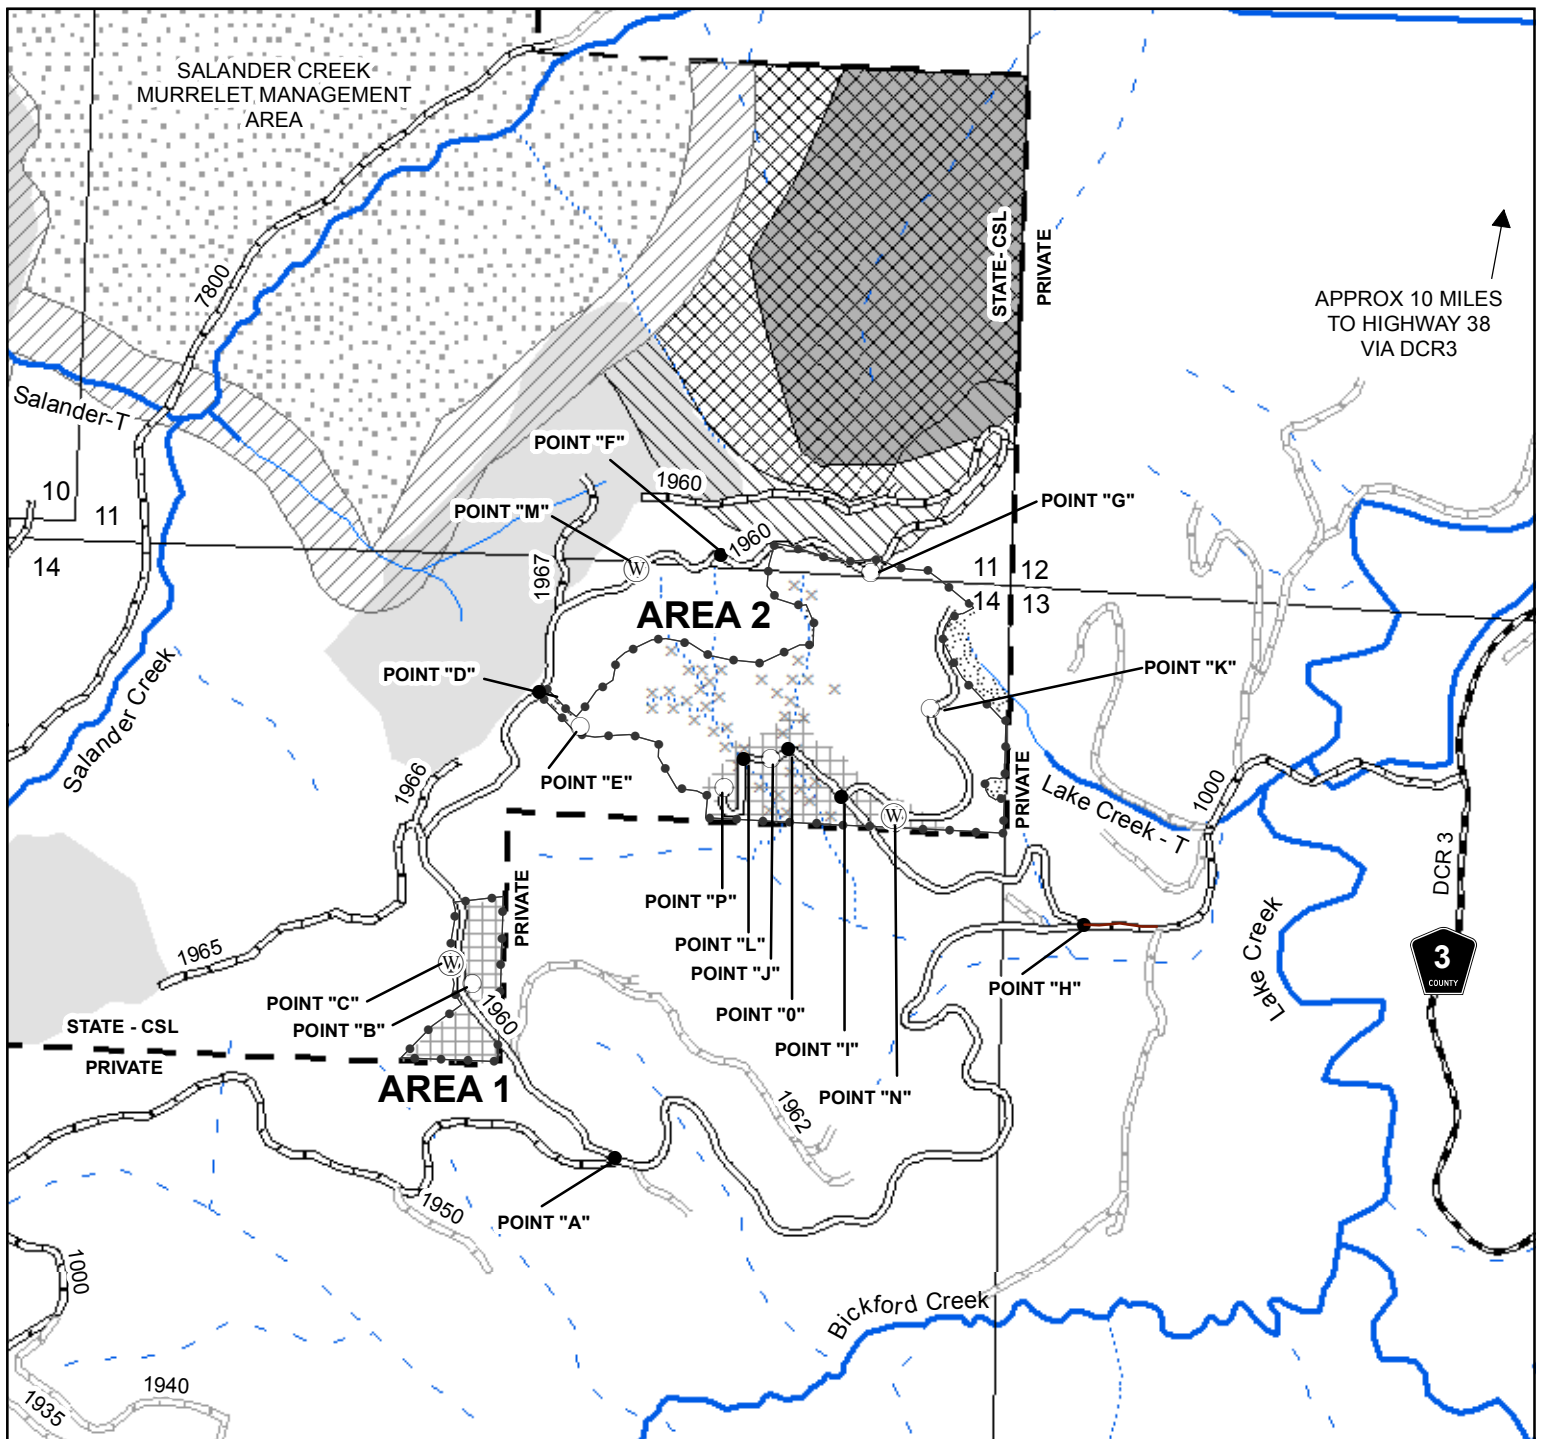 SALANDER CREEK
MURRELET MANAGEMENT
AREA
7800
STATE- CSL
PRIVATE
APPROX 10 MILES
TO HIGHWAY 38
VIA DCR3
Salander-T
POINT "F"
1960
POINT "M"
POINT "G"
10
11
14
1960
1967
11
12
14
13
AREA 2
POINT "D"
POINT "K"
W
Salander Creek
POINT "E"
1966
PRIVATE
Lake Creek - T
1000
W
DCR 3
POINT "P"
PRIVATE
POINT "L"
1965
W
POINT "J"
Lake Creek
3
COUNTY
POINT "H"
POINT "C"
POINT "B"
1960
POINT "0"
STATE - CSL
PRIVATE
POINT "I"
AREA 1
POINT "N"
1962
1950
POINT "A"
1000
Bickford Creek
1940
1935